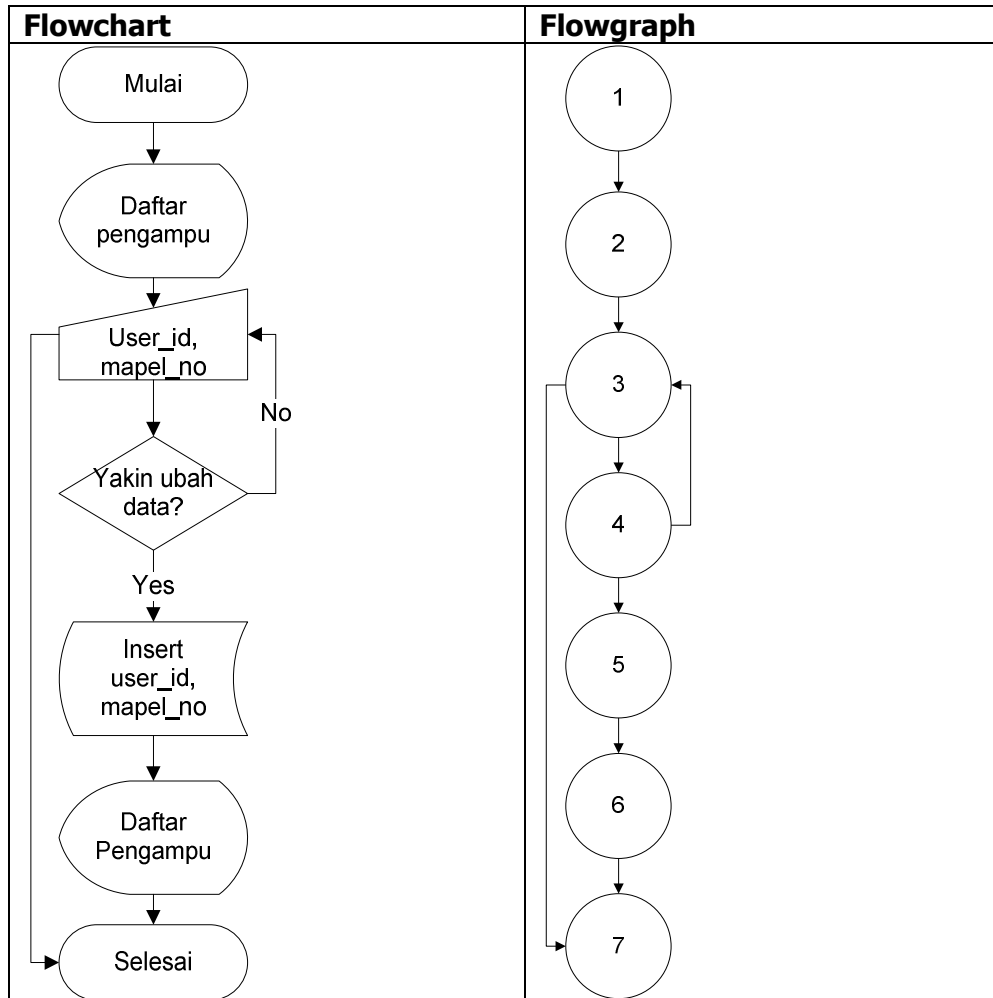 Flowchart
Flowgraph
Mulai
Daftar
pengampu
User_id,
mapel_no
No
Yakin ubah
data?
Yes
Insert
user_id,
mapel_no
Daftar
Pengampu
Selesai
1
2
3
4
5
6
7